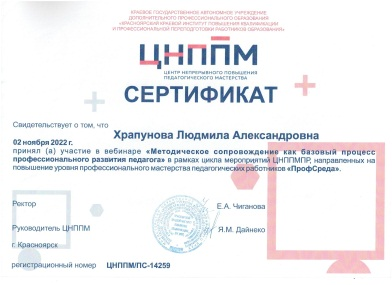 КРАЕВОЕ ГОСУДАРСТВЕННОЕ АВТОНОМНОЕ УЧРЕЖДЕНИЕ
ДОПОЛНИТЕЛЬНОГО ПРОФЕССИОНАЛЬНОГО ОБРАЗОВАНИЯ
«КРАСНОЯРСКИЙ КРАЕВОЙ ИНСТИТУТ ПОВЫШЕНИЯ КВАЛИФИКАЦИИ
И ПРОФЕССИОНАЛЬНОЙ ПЕРЕПОДГОТОВКИ РАБОТНИКОВ ОБРАЗОВАНИЯ»
ЦНППМ
ЦЕНТР НЕПРЕРЫВНОГО ПОВЫШЕНИЯ
ПЕДАГОГИЧЕСКОГО МАСТЕРСТВА
СЕРТИФИКАТ
Свидетельствует о том, что
Храпунова Людмила Александровна
02 ноября 2022 г.
принял (а) участие в вебинаре «Методическое сопровождение как базовый процесс
профессионального развития педагога» в рамках цикла мероприятий ЦНППМПР, направленных на
повышение уровня профессионального мастерства педагогических работников «ПрофСреда».
Ректор Е.А. Чиганова
Руководитель ЦНППМ Я.М. Дайнеко
г. Красноярск
регистрационный номер ЦНППМ/ПС-14259